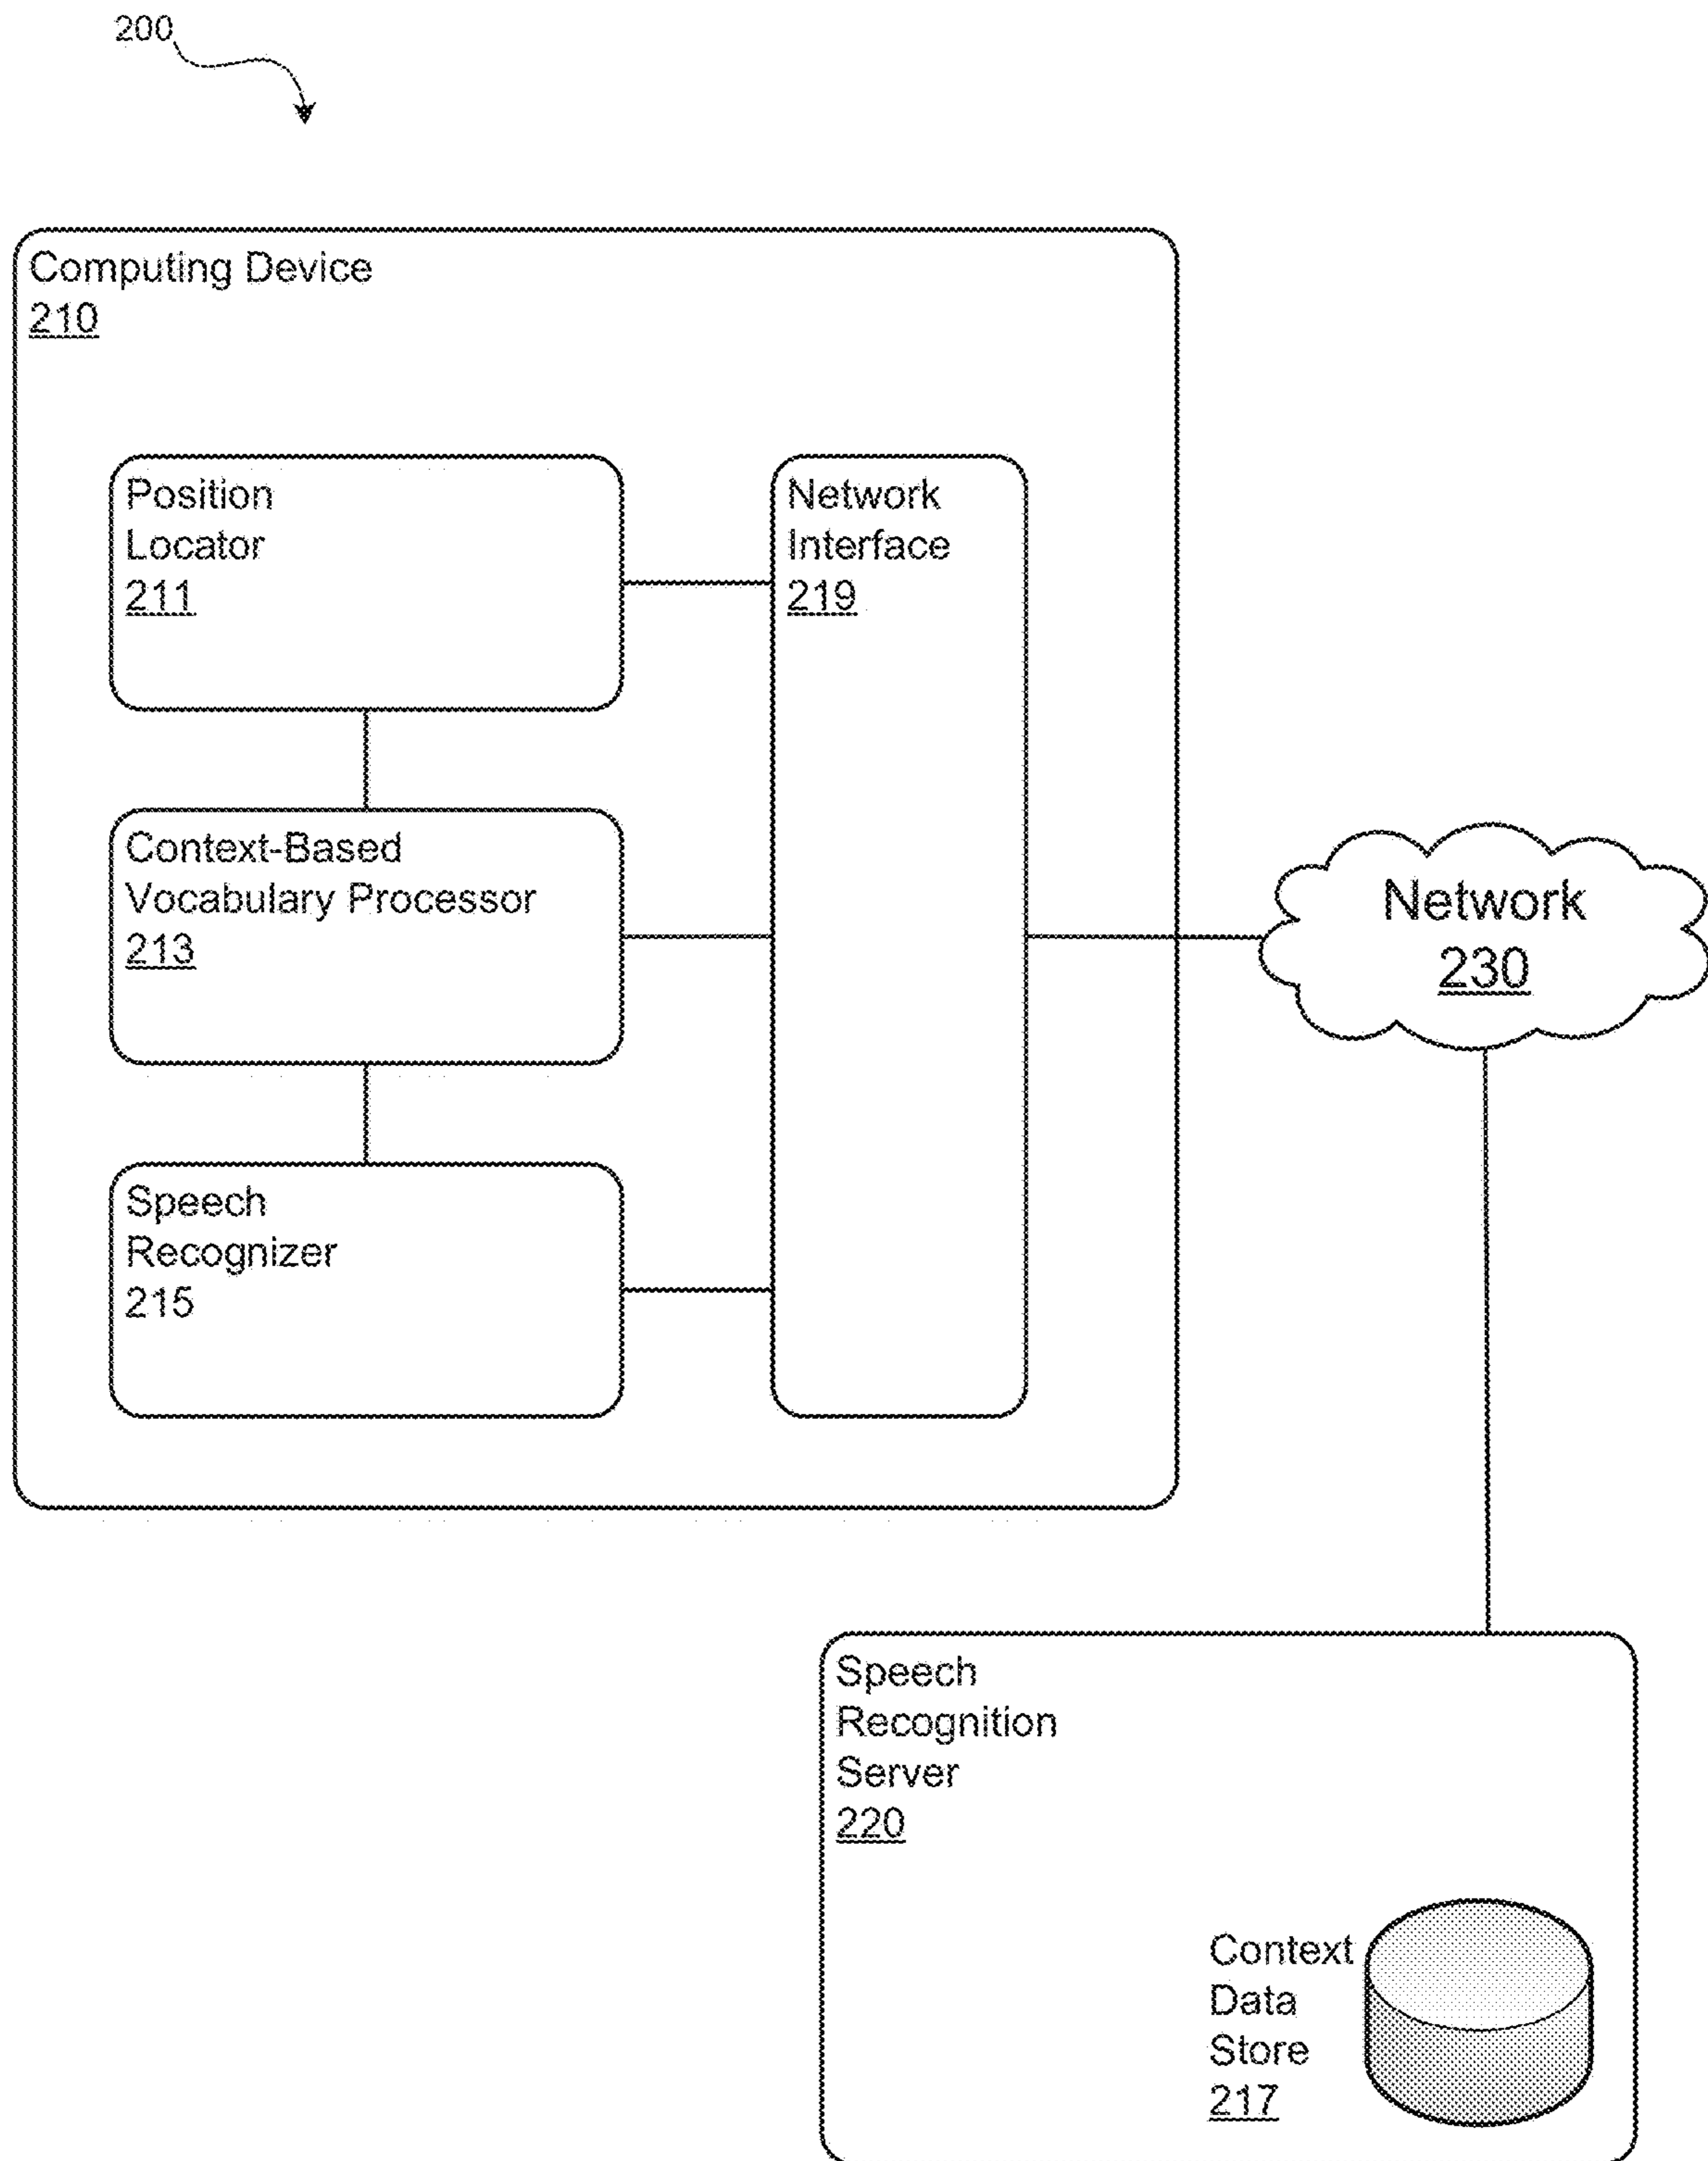 200
Computing Device
210
Position
Locator
211
Network
Interface
219
Context-Based
Vocabulary Processor
213
Network
230
Speech
Recognizer
215
Speech
Recognition
Server
220
Context
Data
Store
217